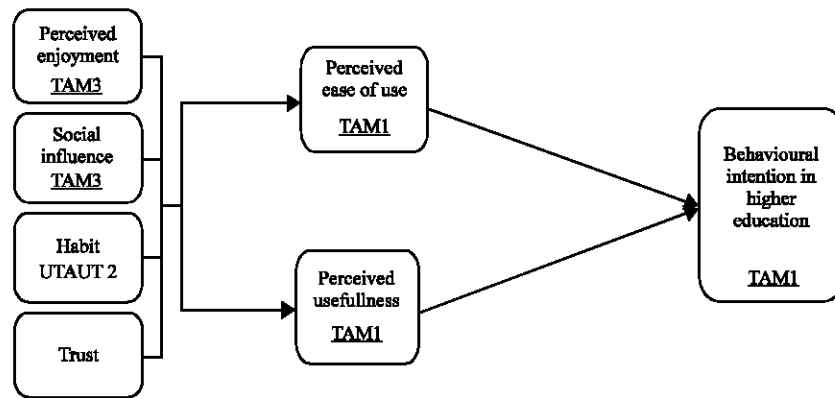 Perceived
enjoyment
TAM3
Social
influence
TAM3
Habit
UTAUT 2
Trust
Perceived
ease of use
TAM1
Perceived
usefullness
TAM1
Behavioural
intention in
higher
education
TAM1